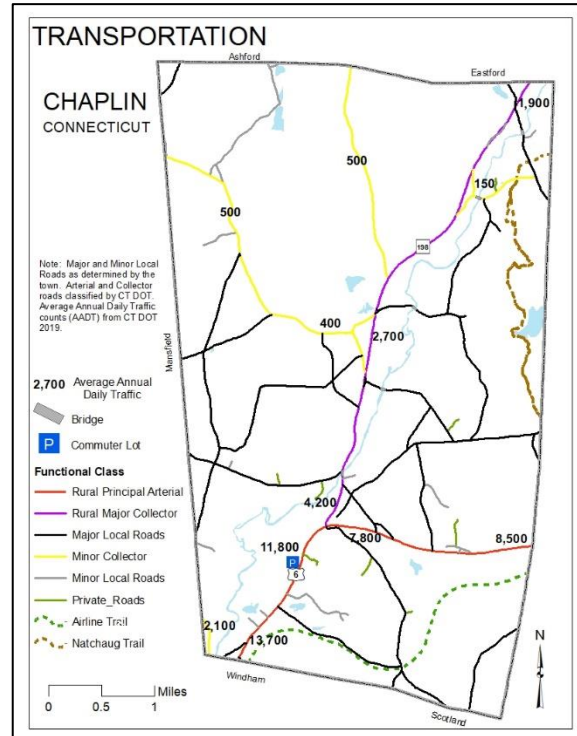 TRANSPORTATION
Ashford
Eastford
CHAPLIN
CONNECTICUT
1,900
500
150
500
198
Note: Major and Minor Local
Roads as determined by the
town. Arterial and Collector
roads classified by CT DOT.
Average Annual Daily Traffic
counts (AADT) from CT DOT
2019.
400
2,700
Mansfield
2,700 Average Annual
Daily Traffic
Bridge
P Commuter Lot
Functional Class
Rural Principal Arterial
Rural Major Collector
Major Local Roads
Minor Collector
Minor Local Roads
Private_Roads
Airline Trail
Natchaug Trail
4,200
7,800
8,500
11,800
P
6
2,100
13,700
Windham
Scotland
N
Miles
0 0.5 1